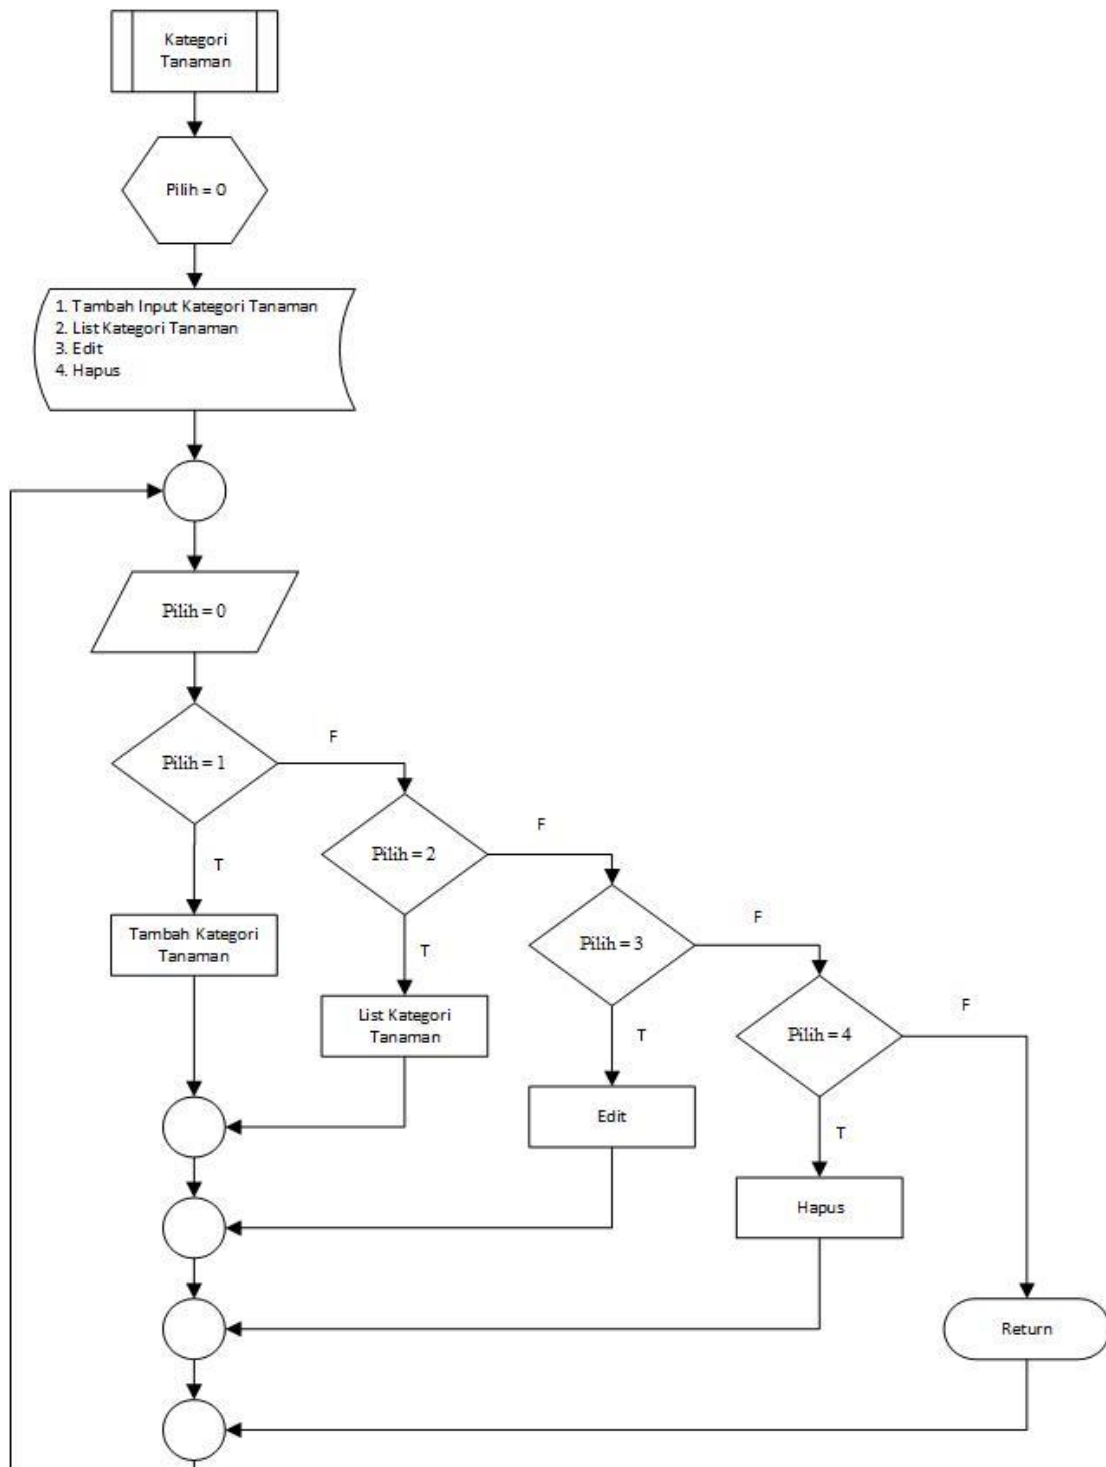 Kategori
Tanaman
Pilih = 0
1. Tambah Input Kategori Tanaman
2. List Kategori Tanaman
3. Edit
4. Hapus
Pilih = 0
Pilih = 1
F
T
Pilih = 2
F
T
Tambah Kategori
Tanaman
Pilih = 3
F
T
List Kategori
Tanaman
Pilih = 4
F
T
Edit
Hapus
Return